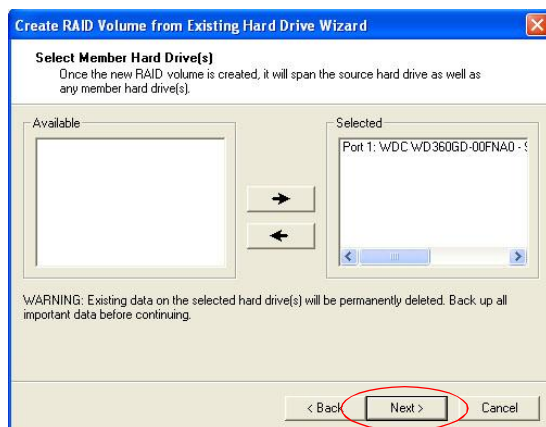 Create RAID Volume from Existing Hard Drive Wizard
Select Member Hard Drive(s)
Once the new RAID volume is created, it will span the source hard drive as well as
any member hard drive(s).
Available
Selected
Port 1: WDC WD360GD-00FNA0 - S
WARNING: Existing data on the selected hard drive(s) will be permanently deleted. Back up all
important data before continuing.
< Back
Next >
Cancel